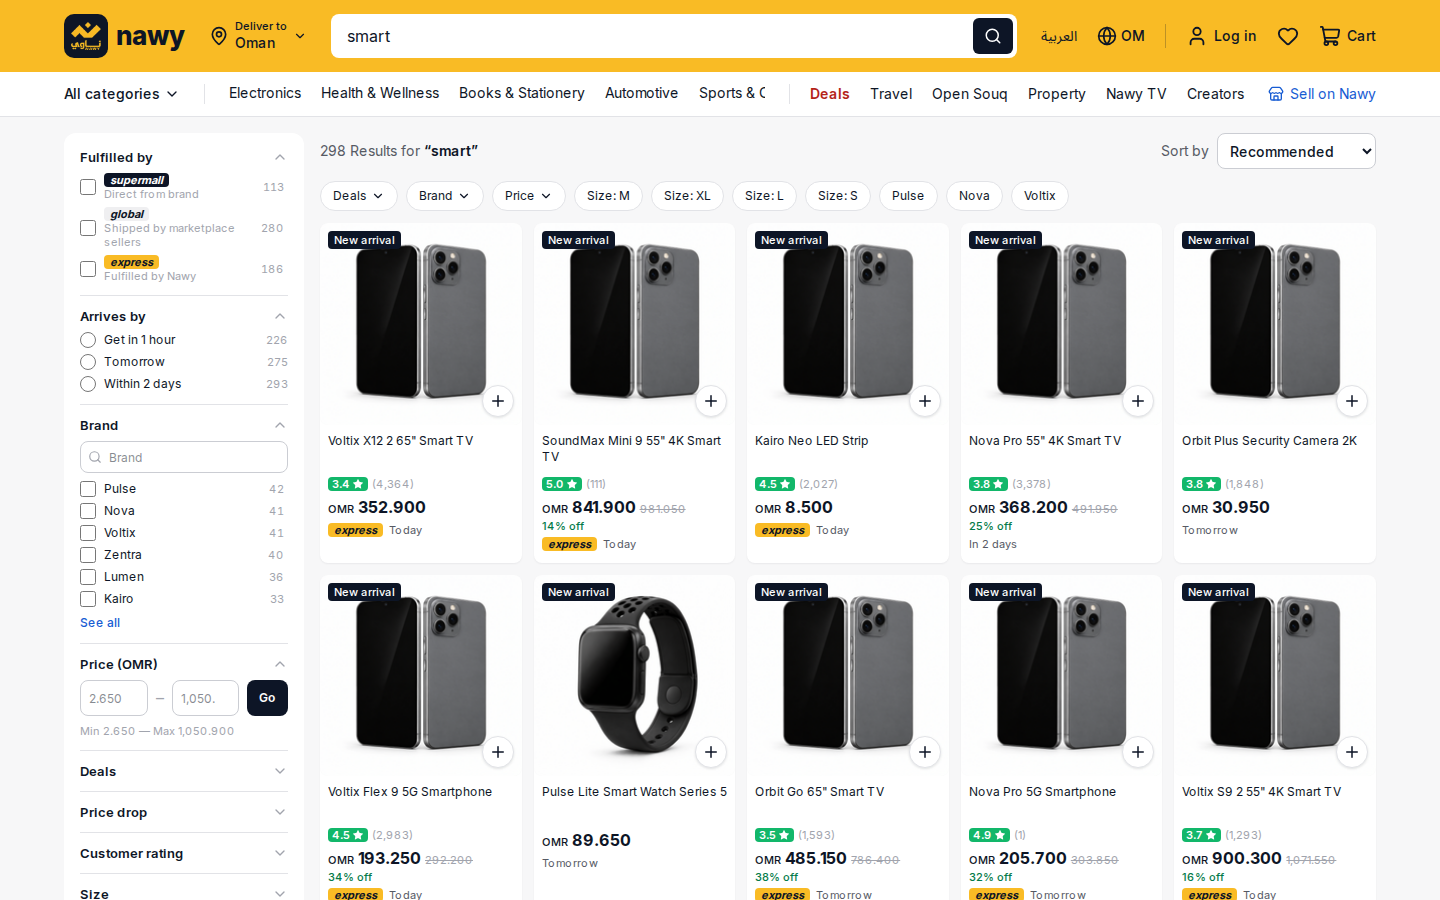 نـاوي
NAWY
nawy
Deliver to
Oman
smart
العربية
OM
Log in
Cart
All categories
Electronics
Health & Wellness
Books & Stationery
Automotive
Sports &
Deals
Travel
Open Souq
Property
Nawy TV
Creators
Sell on Nawy
Fulfilled by
supermall
Direct from brand
113
global
Shipped by marketplace sellers
280
express
Fulfilled by Nawy
186
Arrives by
Get in 1 hour
226
Tomorrow
275
Within 2 days
293
Brand
Brand
Pulse
42
Nova
41
Voltix
41
Zentra
40
Lumen
36
Kairo
33
See all
Price (OMR)
2.650
—
1,050.
Go
Min 2.650 — Max 1,050.900
Deals
Price drop
Customer rating
Size
298 Results for “smart”
Sort by
Recommended
Deals
Brand
Price
Size: M
Size: XL
Size: L
Size: S
Pulse
Nova
Voltix
New arrival
Voltix X12 2 65" Smart TV
3.4 ★ (4,364)
OMR 352.900
express Today
New arrival
SoundMax Mini 9 55" 4K Smart
TV
5.0 ★ (111)
OMR 841.900 981.050
14% off
express Today
New arrival
Kairo Neo LED Strip
4.5 ★ (2,027)
OMR 8.500
express Today
New arrival
Nova Pro 55" 4K Smart TV
3.8 ★ (3,378)
OMR 368.200 491.950
25% off
In 2 days
New arrival
Orbit Plus Security Camera 2K
3.8 ★ (1,848)
OMR 30.950
Tomorrow
New arrival
Voltix Flex 9 5G Smartphone
4.5 ★ (2,983)
OMR 193.250 292.200
34% off
express Today
New arrival
Pulse Lite Smart Watch Series 5
OMR 89.650
Tomorrow
New arrival
Orbit Go 65" Smart TV
3.5 ★ (1,593)
OMR 485.150 786.400
38% off
express Tomorrow
New arrival
Nova Pro 5G Smartphone
4.9 ★ (1)
OMR 205.700 303.850
32% off
express Tomorrow
New arrival
Voltix S9 2 55" 4K Smart TV
3.7 ★ (1,293)
OMR 900.300 1,071.550
16% off
express Today